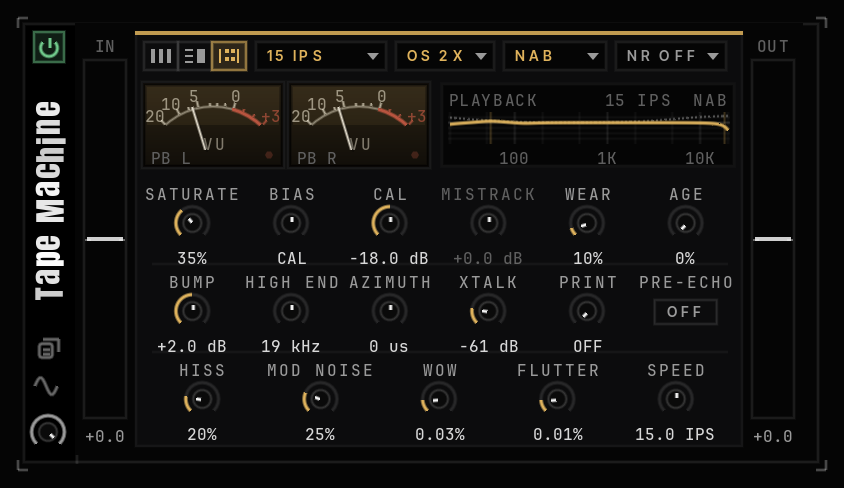 IN
OUT
15 IPS
OS 2X
NAB
NR OFF
20 10 5 0 +3
VU
PB L
20 10 5 0 +3
VU
PB R
PLAYBACK 15 IPS NAB
100 1K 10K
Tape Machine
SATURATE BIAS CAL MISTRACK WEAR AGE
35% CAL -18.0 dB +0.0 dB 10% 0%
BUMP HIGH END AZIMUTH XTALK PRINT PRE-ECHO
OFF
+2.0 dB 19 kHz 0 us -61 dB OFF
HISS MOD NOISE WOW FLUTTER SPEED
20% 25% 0.03% 0.01% 15.0 IPS
+0.0
+0.0